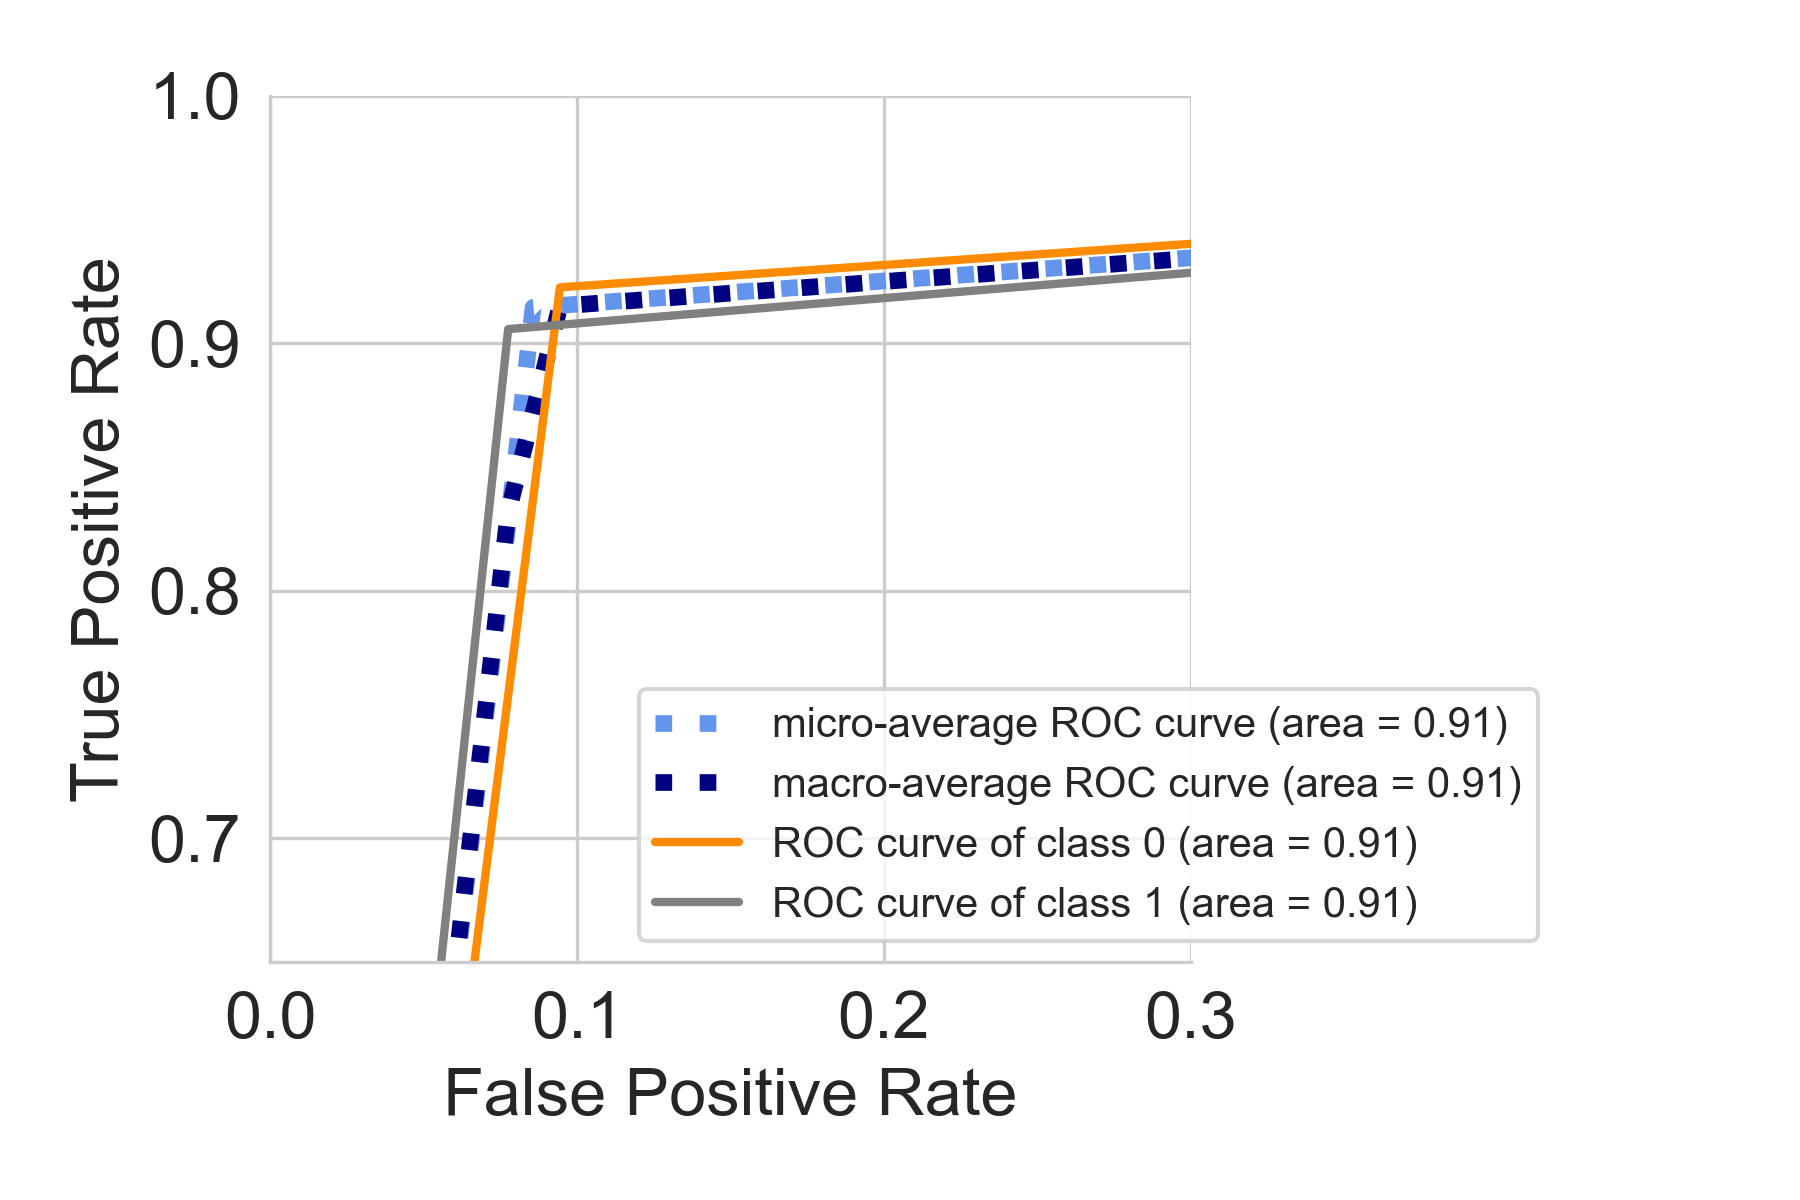 1.0
0.9
0.8
0.7
True Positive Rate
micro-average ROC curve (area = 0.91)
macro-average ROC curve (area = 0.91)
ROC curve of class 0 (area = 0.91)
ROC curve of class 1 (area = 0.91)
0.0 0.1 0.2 0.3
False Positive Rate